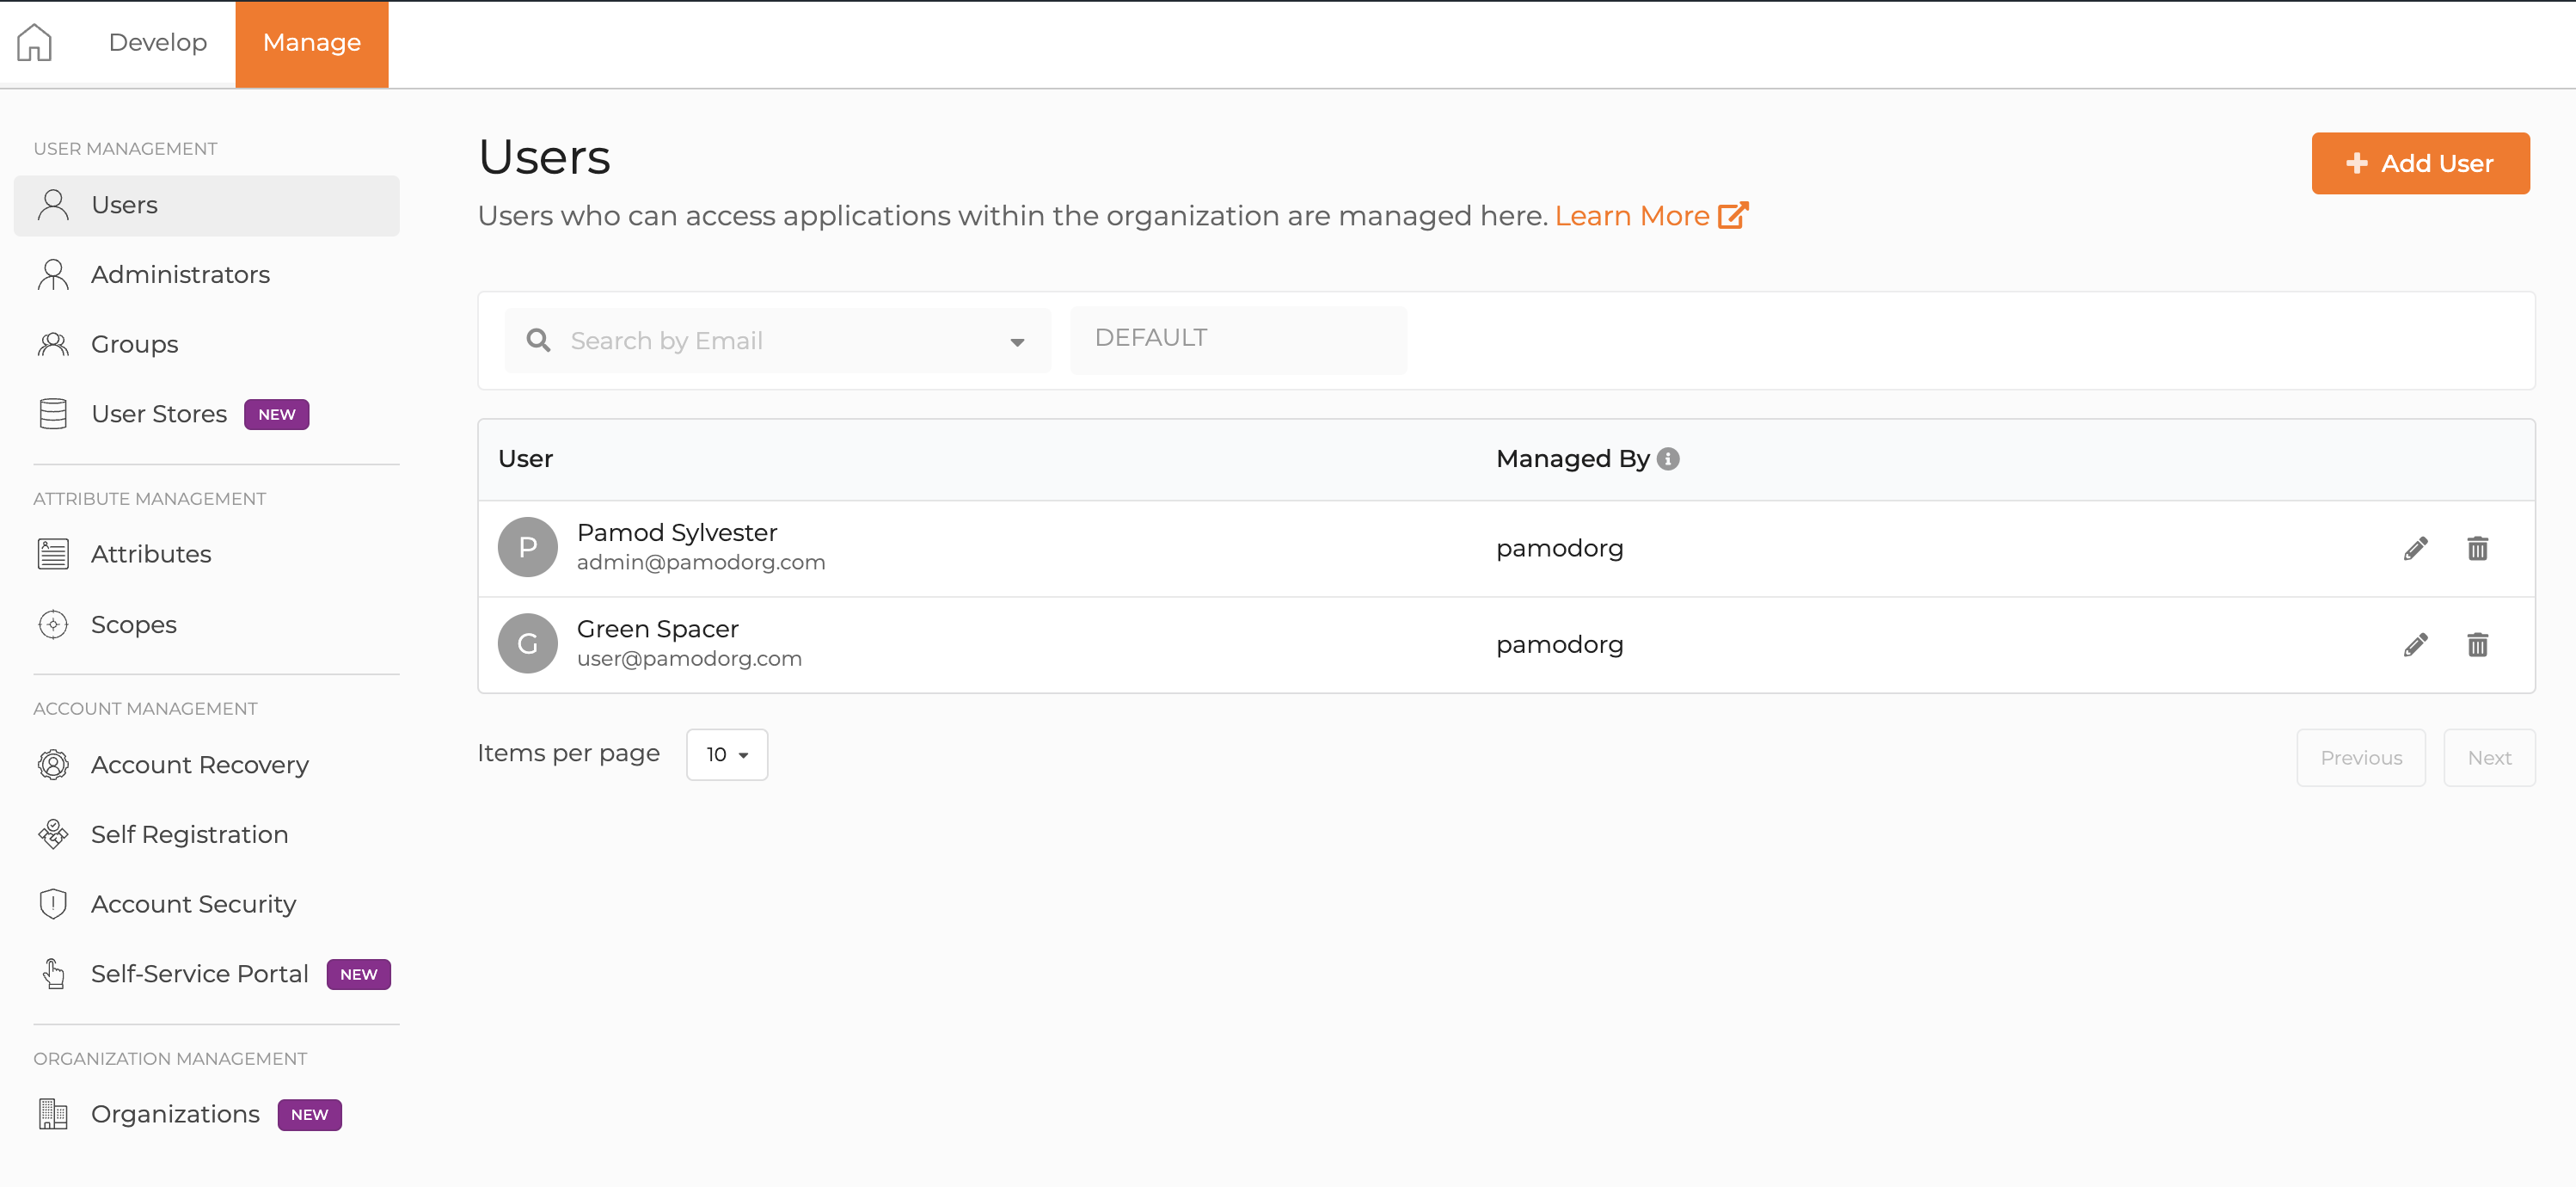 Develop
Manage
USER MANAGEMENT
Users
Administrators
Groups
User Stores NEW
ATTRIBUTE MANAGEMENT
Attributes
Scopes
ACCOUNT MANAGEMENT
Account Recovery
Self Registration
Account Security
Self-Service Portal NEW
ORGANIZATION MANAGEMENT
Organizations NEW
Users
Users who can access applications within the organization are managed here. Learn More
Add User
Search by Email
DEFAULT
User Managed By
P Pamod Sylvester
admin@pamodorg.com
pamodorg
G Green Spacer
user@pamodorg.com
pamodorg
Items per page 10
Previous Next